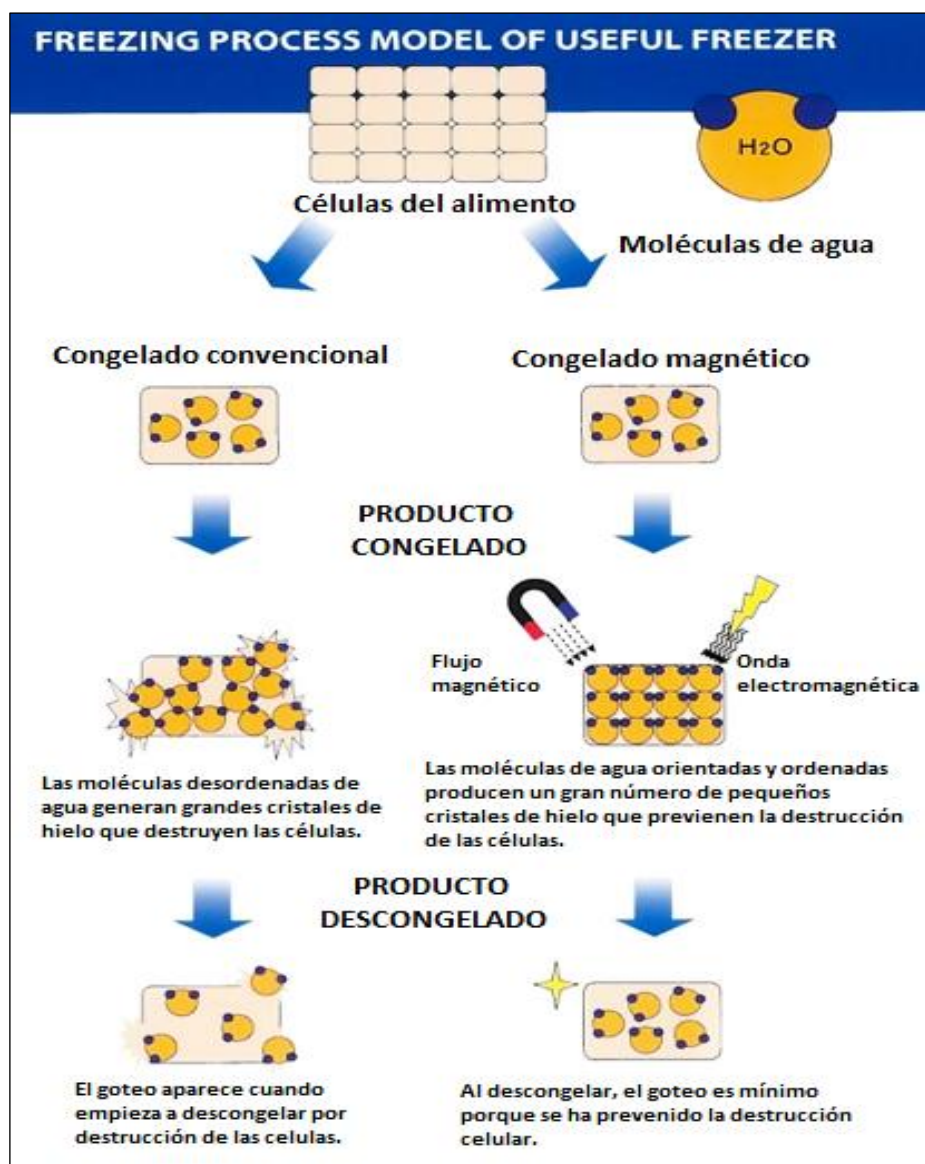 FREEZING PROCESS MODEL OF USEFUL FREEZER
H2O
Células del alimento
Moléculas de agua
Congelado convencional
Congelado magnético
PRODUCTO
CONGELADO
Flujo
magnético
Onda
electromagnética
Las moléculas desordenadas de
agua generan grandes cristales de
hielo que destruyen las células.
Las moléculas de agua orientadas y ordenadas
producen un gran número de pequeños
cristales de hielo que previenen la destrucción
de las células.
PRODUCTO
DESCONGELADO
El goteo aparece cuando
empieza a descongelar por
destrucción de las celulas.
Al descongelar, el goteo es mínimo
porque se ha prevenido la destrucción
celular.